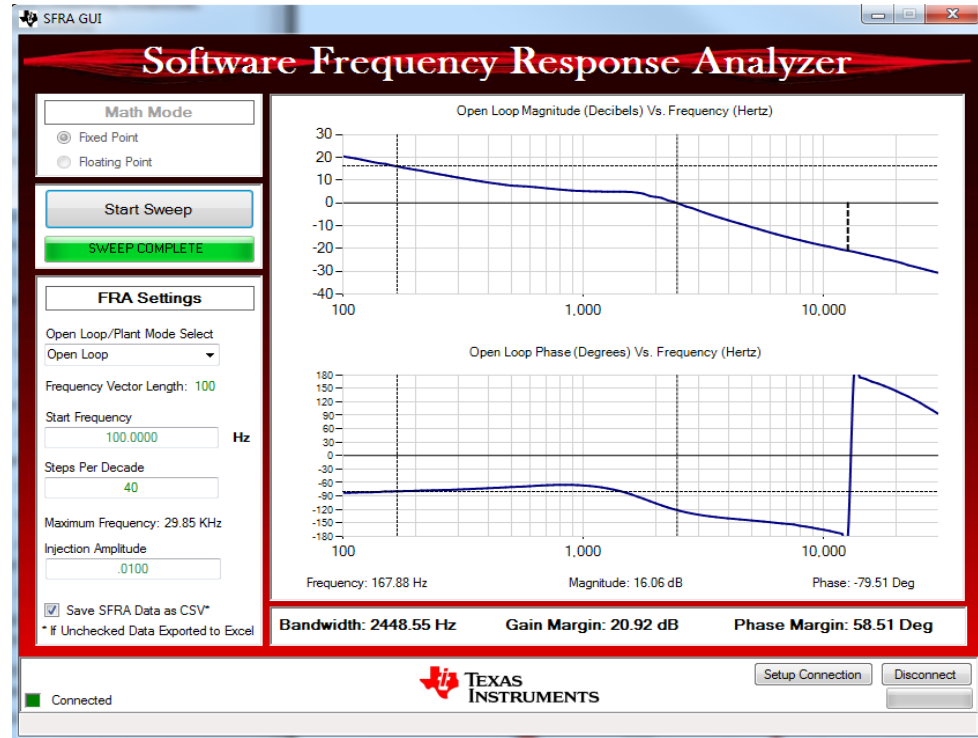 SFRA GUI
Software Frequency Response Analyzer
Math Mode
Fixed Point
Floating Point
Start Sweep
SWEEP COMPLETE
FRA Settings
Open Loop/Plant Mode Select
Open Loop
Frequency Vector Length: 100
Start Frequency
100.0000 Hz
Steps Per Decade
40
Maximum Frequency: 29.85 KHz
Injection Amplitude
.0100
Save SFRA Data as CSV*
* If Unchecked Data Exported to Excel
Open Loop Magnitude (Decibels) Vs. Frequency (Hertz)
30
20
10
0
-10
-20
-30
-40
100 1,000 10,000
Open Loop Phase (Degrees) Vs. Frequency (Hertz)
180
150
120
90
60
30
0
-30
-60
-90
-120
-150
-180
100 1,000 10,000
Frequency: 167.88 Hz Magnitude: 16.06 dB Phase: -79.51 Deg
Bandwidth: 2448.55 Hz Gain Margin: 20.92 dB Phase Margin: 58.51 Deg
Connected
TEXAS
INSTRUMENTS
Setup Connection Disconnect